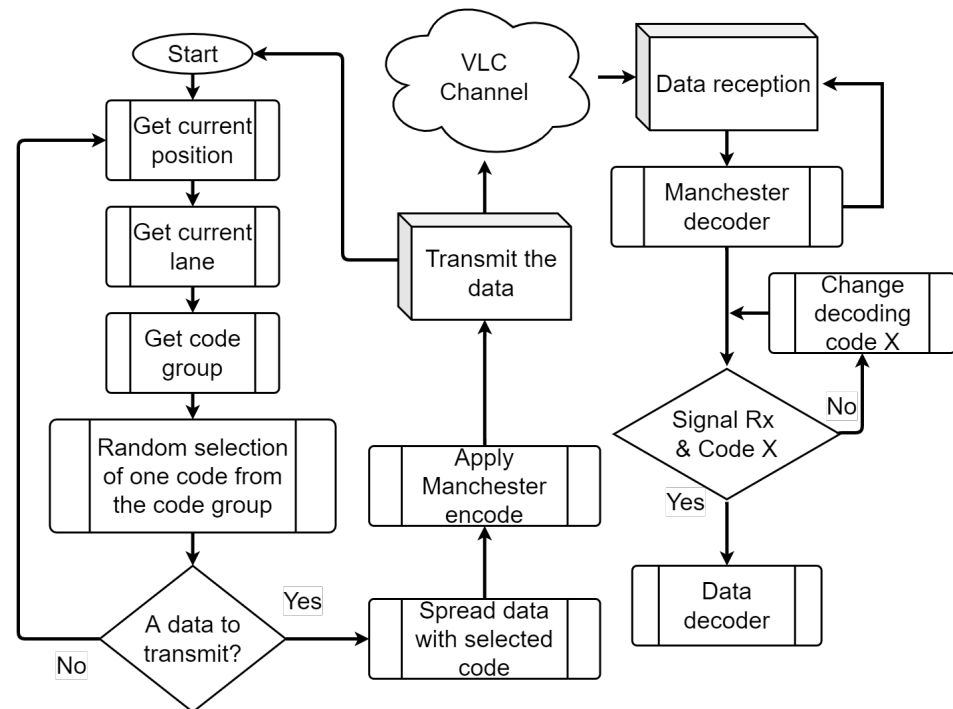 Start
Get current
position
Get current
lane
Get code
group
Random selection
of one code from
the code group
A data to
transmit?
No
Yes
Spread data
with selected
code
Apply
Manchester
encode
Transmit the
data
VLC
Channel
Data reception
Manchester
decoder
Change
decoding
code X
No
Signal Rx
& Code X
Yes
Data
decoder